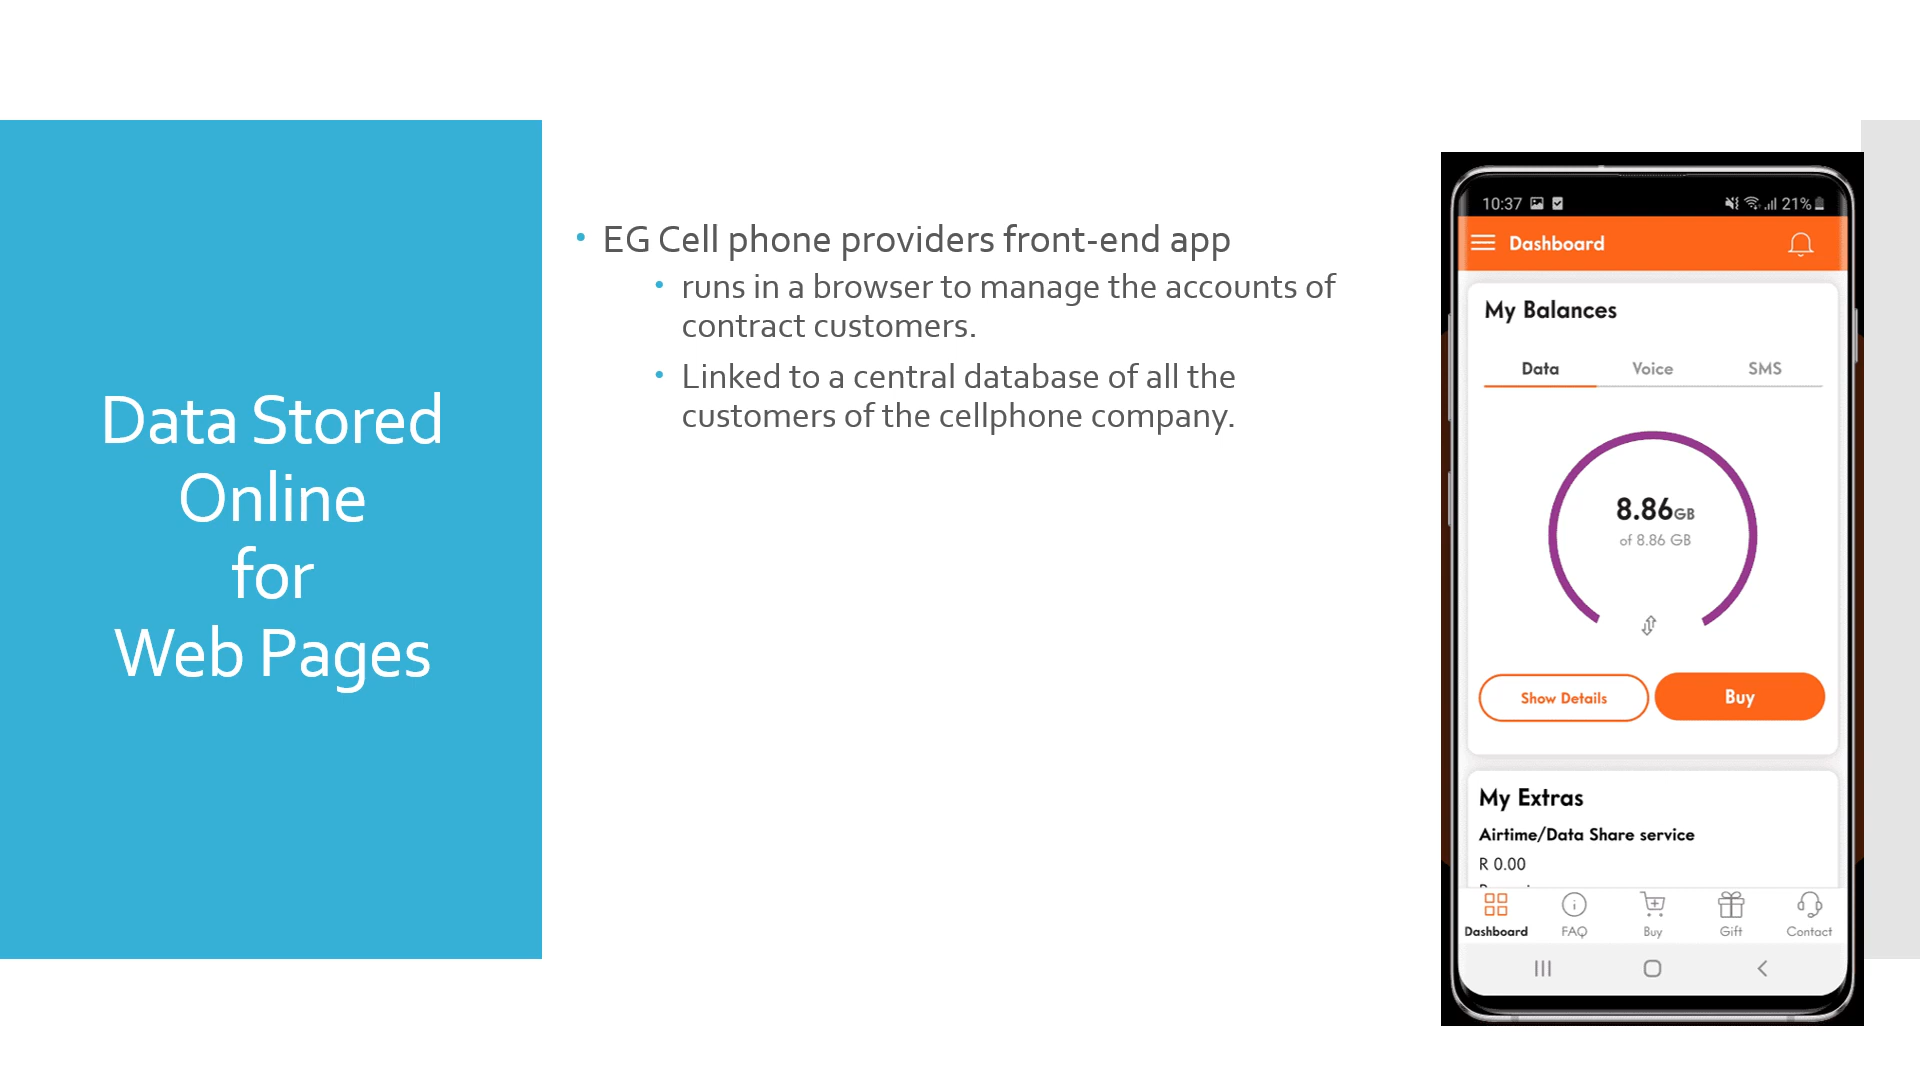 Data Stored
Online
for
Web Pages
EG Cell phone providers front-end app
runs in a browser to manage the accounts of
contract customers.
Linked to a central database of all the
customers of the cellphone company.
10:37
21%
Dashboard
My Balances
Data Voice SMS
8.86GB
of 8.86 GB
Show Details Buy
My Extras
Airtime/Data Share service
R 0.00
Dashboard FAQ Buy Gift Contact